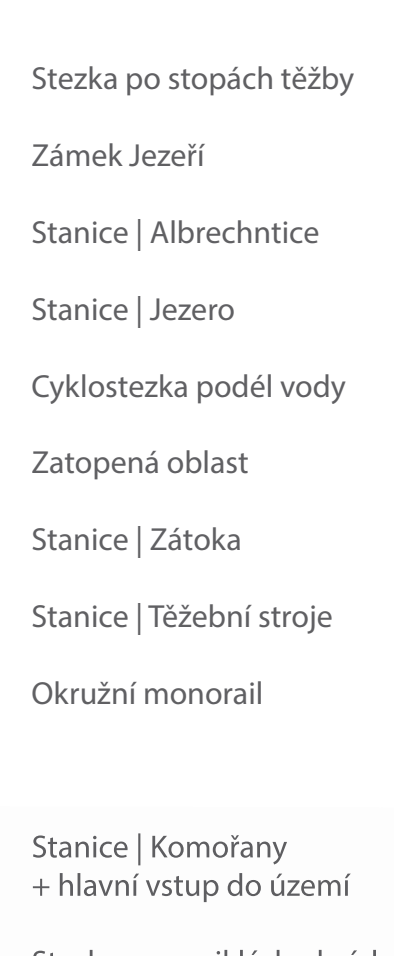 Stezka po stopách těžby
Zámek Jezeří
Stanice | Albrechntice
Stanice | Jezero
Cyklostezka podél vody
Zatopená oblast
Stanice | Zátoka
Stanice | Těžební stroje
Okružní monorail
Stanice | Komořany
+ hlavní vstup do území